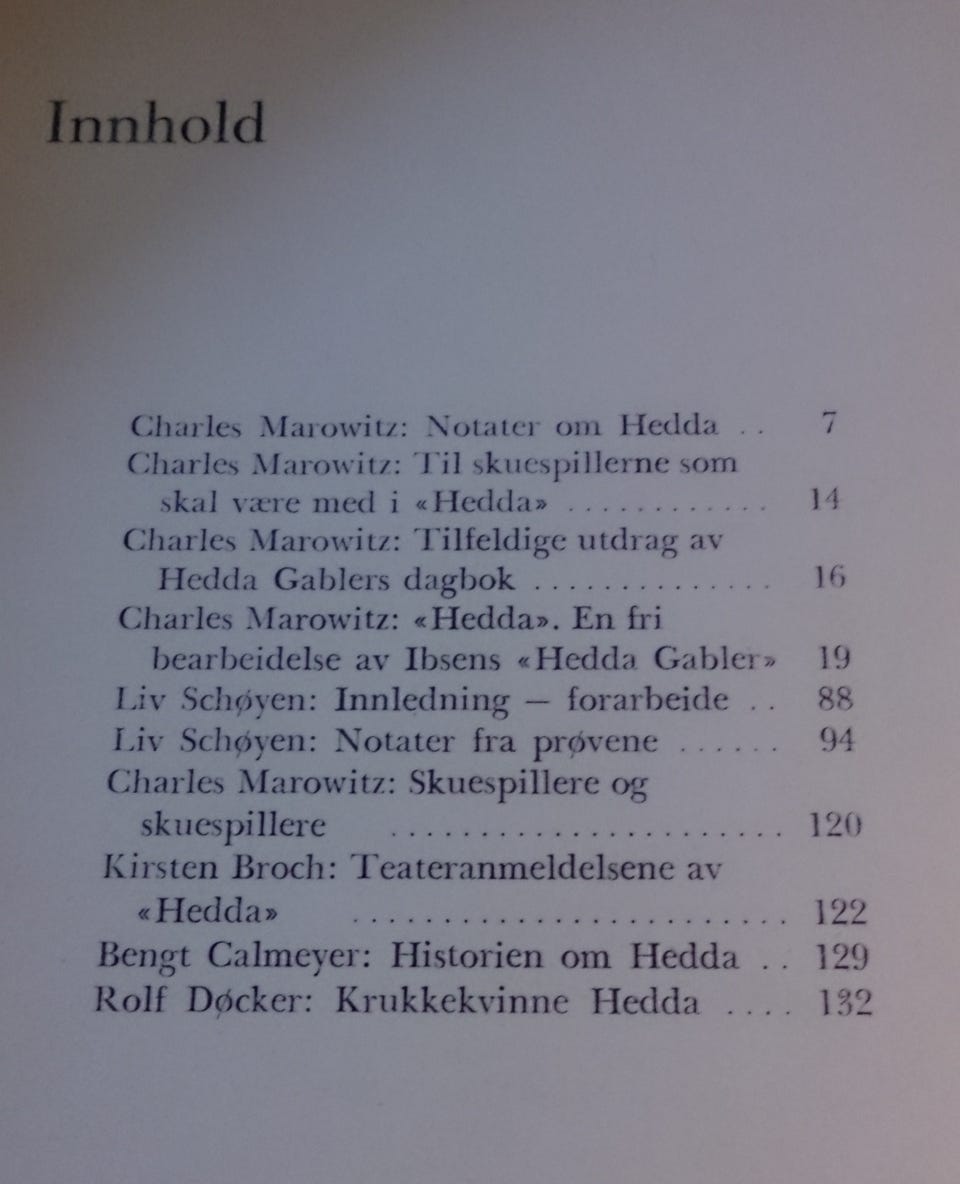 Innhold
Charles Marowitz: Notater om Hedda .. 7
Charles Marowitz: Til skuespillerne som
skal være med i «Hedda» ............ 14
Charles Marowitz: Tilfeldige utdrag av
Hedda Gablers dagbok .............. 16
Charles Marowitz: «Hedda». En fri
bearbeidelse av Ibsens «Hedda Gabler» 19
Liv Schøyen: Innledning — forarbeide .. 88
Liv Schøyen: Notater fra prøvene ...... 94
Charles Marowitz: Skuespillere og
skuespillere ...................... 120
Kirsten Broch: Teateranmeldelsene av
«Hedda» ........................ 122
Bengt Calmeyer: Historien om Hedda .. 129
Rolf Døcker: Krukkekvinne Hedda .... 132